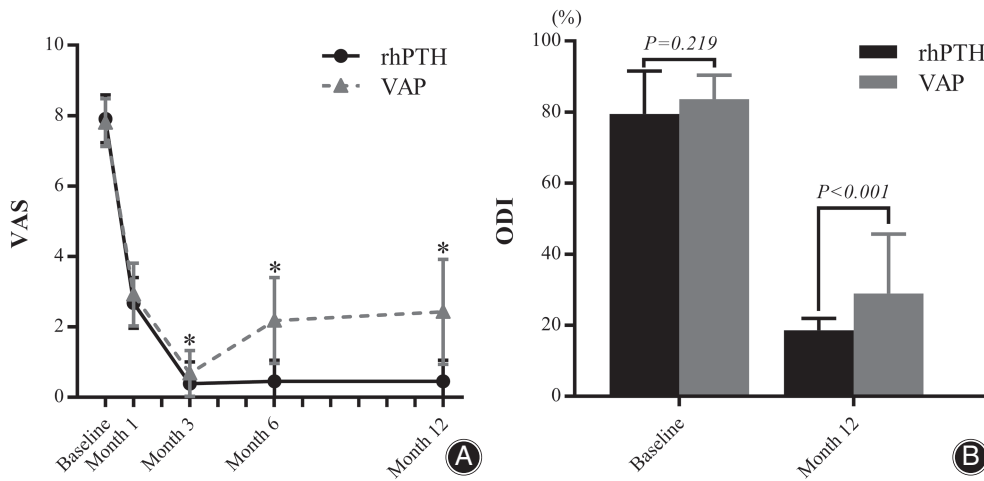 10
8
6
4
2
0
VAS
rhPTH
VAP
*
*
*
Baseline
Month 1
Month 3
Month 6
Month 12
A
(%)
100
80
60
40
20
0
ODI
P=0.219
rhPTH
VAP
P<0.001
Baseline
Month 12
B